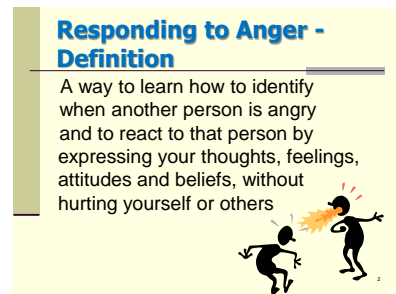 Responding to Anger -
Definition
A way to learn how to identify
when another person is angry
and to react to that person by
expressing your thoughts, feelings,
attitudes and beliefs, without
hurting yourself or others
2